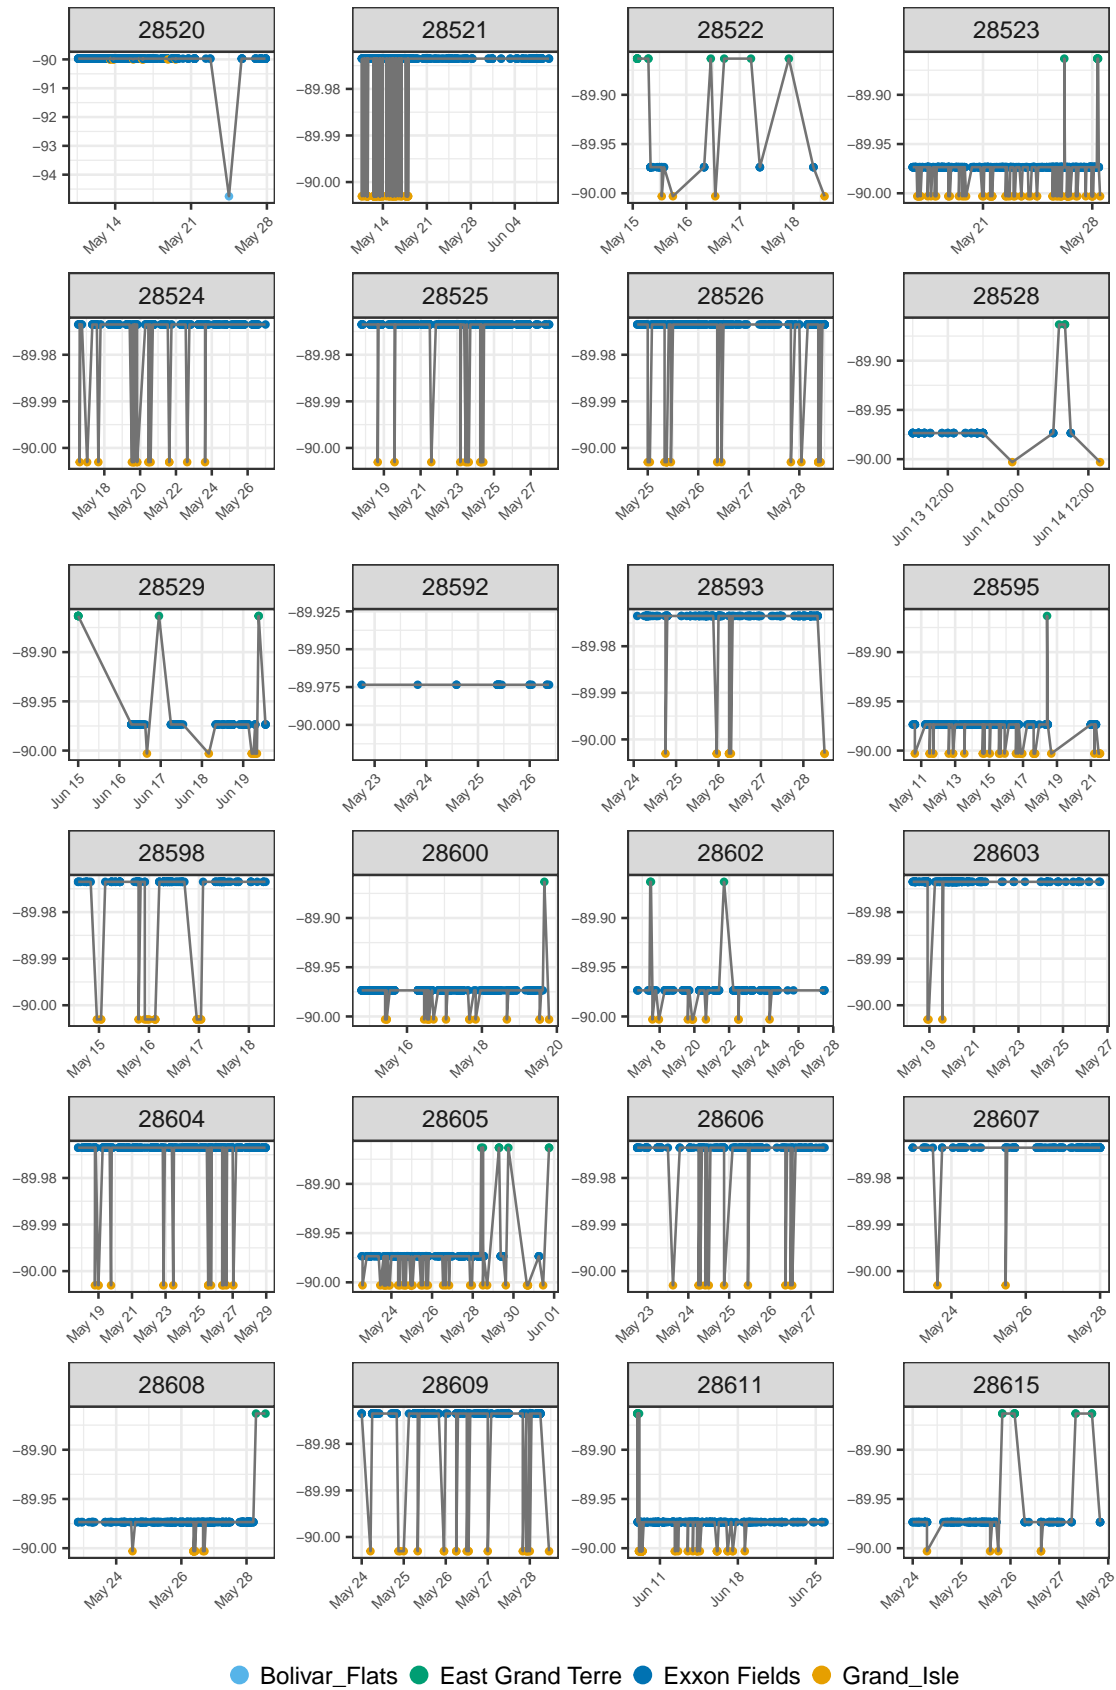 28520 28521 28522 28523
−90 −91 −92 −93 −94
May 14 May 21 May 28
−89.98 −89.99 −90.00
May 14 May 21 May 28 Jun 04
−89.90 −89.95 −90.00
May 15 May 16 May 17 May 18
−89.90 −89.95 −90.00
May 21 May 28
28524 28525 28526 28528
−89.98 −89.99 −90.00
May 18 May 20 May 22 May 24 May 26
−89.98 −89.99 −90.00
May 19 May 21 May 23 May 25 May 27
−89.98 −89.99 −90.00
May 25 May 26 May 26 May 27 May 28
−89.90 −89.95 −90.00
Jun 13 12:00 Jun 14 00:00 Jun 14 12:00
28529 28592 28593 28595
−89.90 −89.95 −90.00
Jun 15 Jun 16 Jun 17 Jun 18 Jun 19
−89.925 −89.950 −89.975 −90.000
May 23 May 24 May 25 May 26
−89.98 −89.99 −90.00
May 24 May 24 May 26 May 26 May 28
−89.90 −89.95 −90.00
May 11 May 13 May 15 May 17 May 19 May 21
28598 28600 28602 28603
−89.98 −89.99 −90.00
May 15 May 16 May 17 May 18
−89.90 −89.95 −90.00
May 16 May 18 May 20
−89.90 −89.95 −90.00
May 18 May 20 May 22 May 24 May 26 May 28
−89.98 −89.99 −90.00
May 19 May 21 May 23 May 25 May 27
28604 28605 28606 28607
−89.98 −89.99 −90.00
May 19 May 21 May 23 May 25 May 27 May 29
−89.90 −89.95 −90.00
May 24 May 26 May 28 May 30 Jun 01
−89.98 −89.99 −90.00
May 23 May 24 May 25 May 26 May 27
−89.98 −89.99 −90.00
May 24 May 26 May 28
28608 28609 28611 28615
−89.90 −89.95 −90.00
May 24 May 26 May 28
−89.98 −89.99 −90.00
May 24 May 25 May 26 May 27 May 28
−89.90 −89.95 −90.00
Jun 11 Jun 18 Jun 25
−89.90 −89.95 −90.00
May 24 May 25 May 26 May 27 May 28
Bolivar_Flats East Grand Terre Exxon Fields Grand_Isle